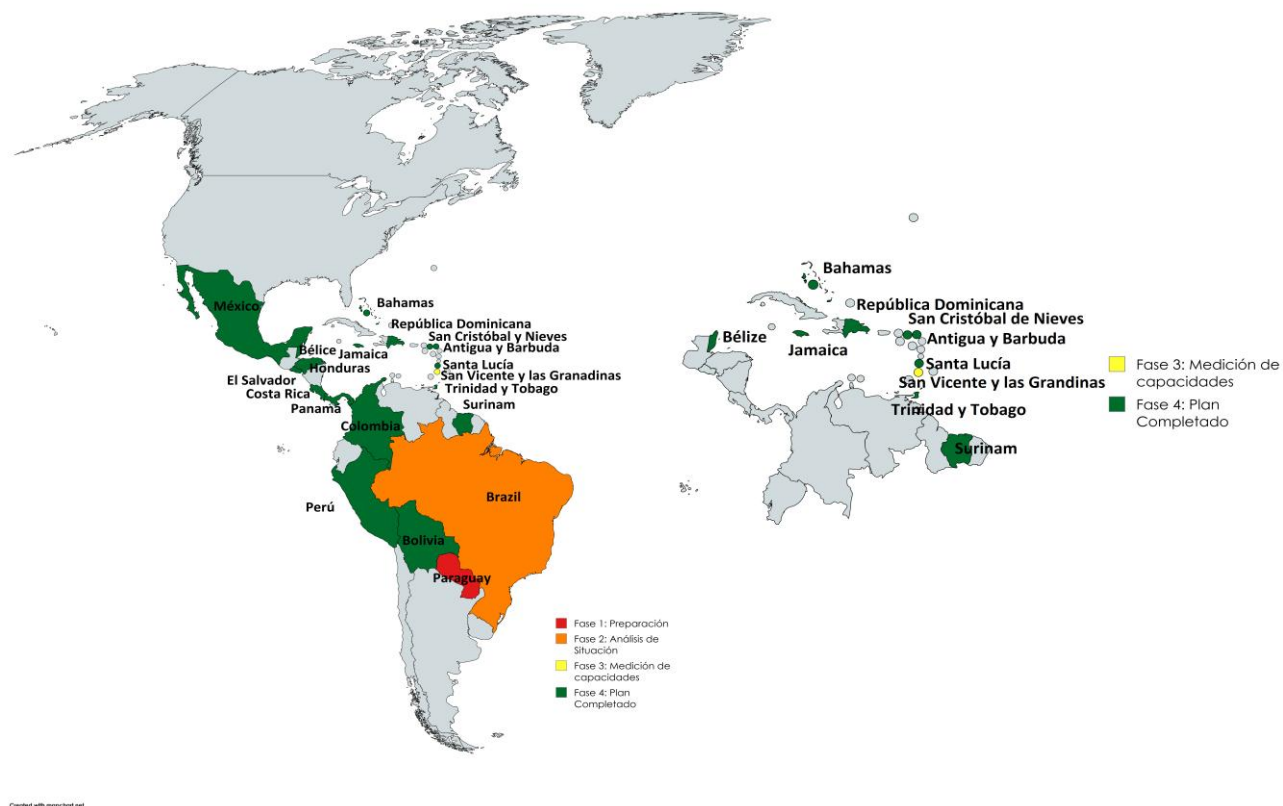 México
Bahamas
República Dominicana
San Cristóbal y Nieves
Antigua y Barbuda
Bélice
Jamaica
Honduras
Santa Lucía
San Vicente y las Granadinas
El Salvador
Costa Rica
Trinidad y Tobago
Panamá
Surinam
Colombia
Perú
Brazil
Bolivia
Paraguay
Fase 1: Preparación
Fase 2: Análisis de
Situación
Fase 3: Medición de
capacidades
Fase 4: Plan
Completado
Bahamas
República Dominicana
San Cristóbal de Nieves
Bélize
Antigua y Barbuda
Jamaica
Santa Lucía
San Vicente y las Grandinas
Trinidad y Tobago
Surinam
Fase 3: Medición de
capacidades
Fase 4: Plan
Completado
Created with mapchart.net